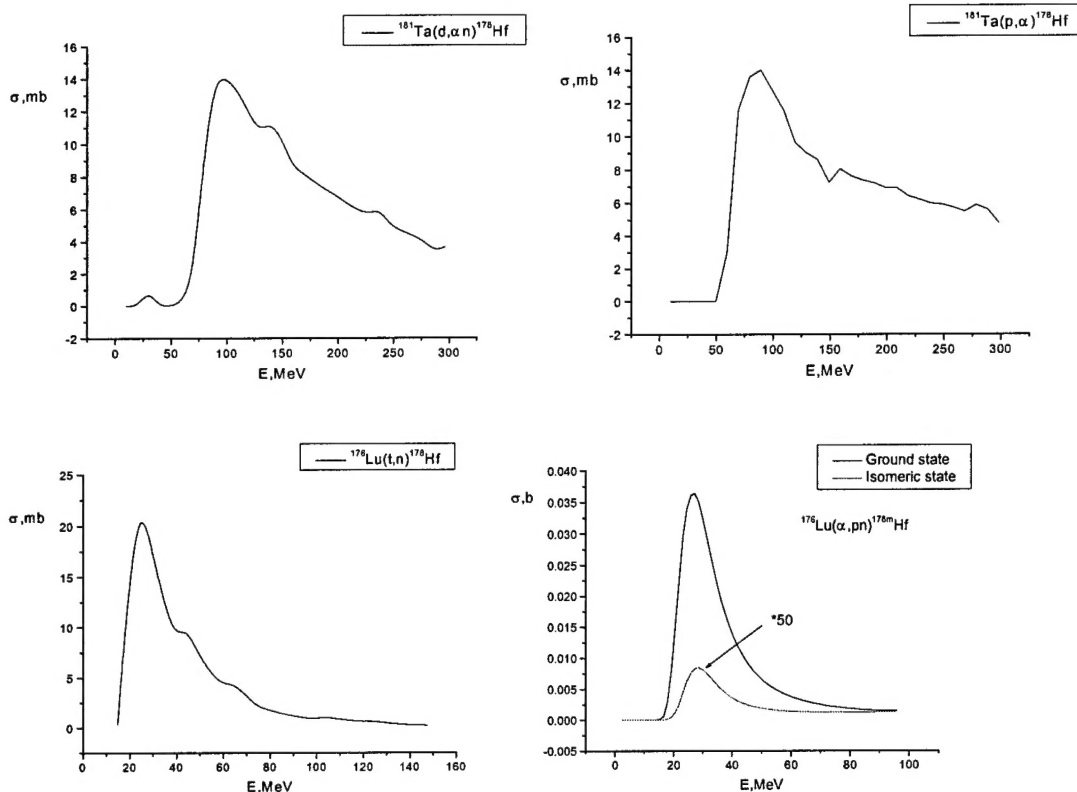 ¹⁸¹Ta(d,αn)¹⁷⁸Hf
σ,mb
16
14
12
10
8
6
4
2
0
-2
0 50 100 150 200 250 300
E,MeV
¹⁸¹Ta(p,α)¹⁷⁸Hf
σ,mb
16
14
12
10
8
6
4
2
0
-2
0 50 100 150 200 250 300
E,MeV
¹⁷⁶Lu(t,n)¹⁷⁸Hf
σ,mb
25
20
15
10
5
0
20 40 60 80 100 120 140 160
E,MeV
Ground state
Isomeric state
σ,b
¹⁷⁶Lu(α,pn)¹⁷⁸ᵐHf
*50
0.040
0.035
0.030
0.025
0.020
0.015
0.010
0.005
0.000
-0.005
0 20 40 60 80 100
E,MeV